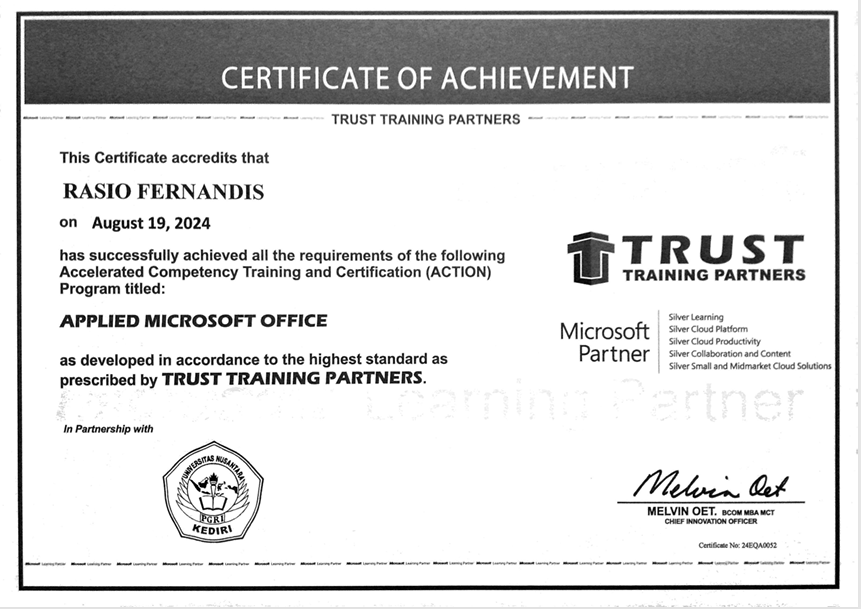 CERTIFICATE OF ACHIEVEMENT
TRUST TRAINING PARTNERS
This Certificate accredits that
RASIO FERNANDIS
on August 19, 2024
has successfully achieved all the requirements of the following
Accelerated Competency Training and Certification (ACTION)
Program titled:
APPLIED MICROSOFT OFFICE
as developed in accordance to the highest standard as
prescribed by TRUST TRAINING PARTNERS.
In Partnership with
UNIVERSITAS NUSANTARA
PGRI
KEDIRI
TRUST
TRAINING PARTNERS
Microsoft
Partner
Silver Learning
Silver Cloud Platform
Silver Cloud Productivity
Silver Collaboration and Content
Silver Small and Midmarket Cloud Solutions
Learning Partner
Melvin Oet
MELVIN OET. BCOM MBA MCT
CHIEF INNOVATION OFFICER
Certificate No: 24EQA0052